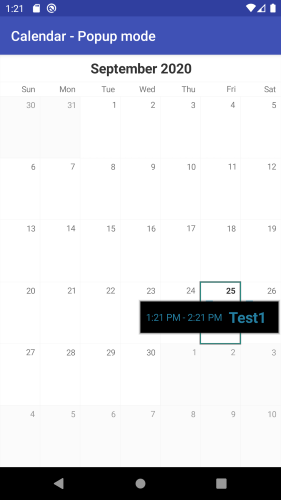 1:21
Calendar - Popup mode
September 2020
Sun Mon Tue Wed Thu Fri Sat
30 31 1 2 3 4 5
6 7 8 9 10 11 12
13 14 15 16 17 18 19
20 21 22 23 24 25 26
1:21 PM - 2:21 PM Test1
27 28 29 30 1 2 3
4 5 6 7 8 9 10